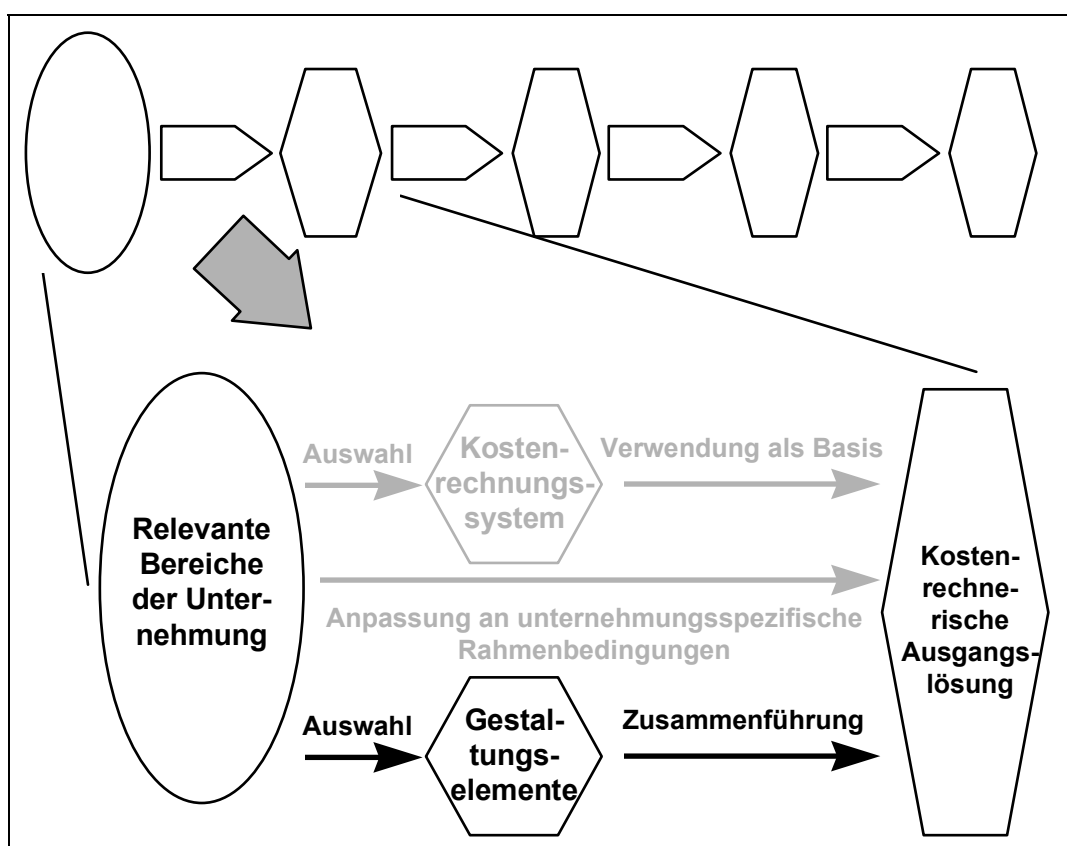 Auswahl
Kosten-
rechnungs-
system
Verwendung als Basis
Relevante
Bereiche
der Unter-
nehmung
Anpassung an unternehmungsspezifische
Rahmenbedingungen
Kosten-
rechne-
rische
Ausgangs-
lösung
Auswahl
Gestal-
tungs-
elemente
Zusammenführung